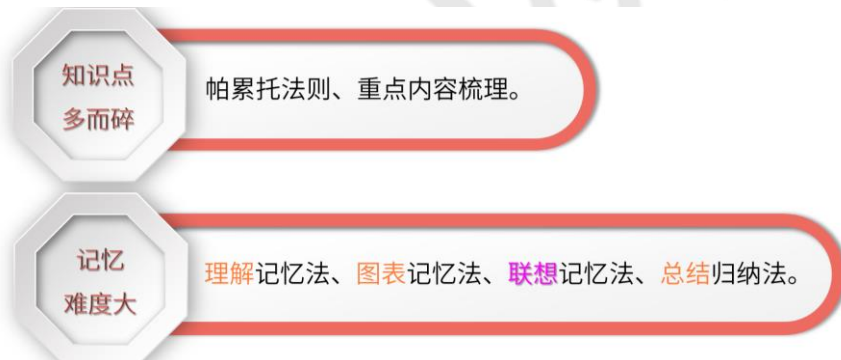 知识点
多而碎
帕累托法则、重点内容梳理。
记忆
难度大
理解记忆法、图表记忆法、联想记忆法、总结归纳法。